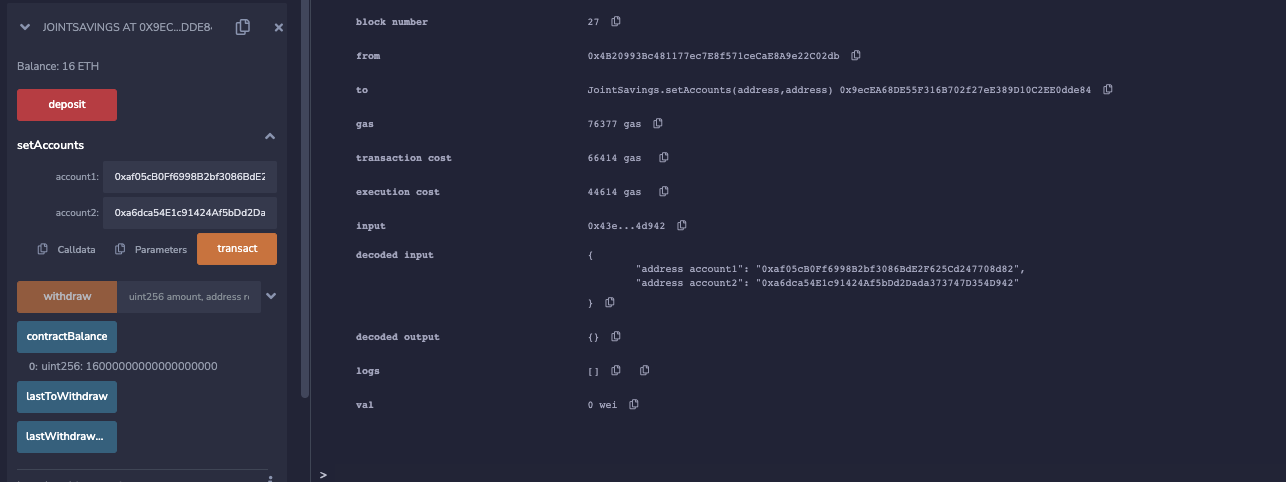 JOINTSAVINGS AT 0X9EC...DDE8
Balance: 16 ETH
deposit
setAccounts
account1: 0xaf05cB0Ff6998B2bf3086BdE2
account2: 0xa6dca54E1c91424Af5bDd2Da
Calldata Parameters transact
withdraw uint256 amount, address re
contractBalance
0: uint256: 16000000000000000000
lastToWithdraw
lastWithdraw...
block number 27
from 0x4B20993Bc481177ec7E8f571ceCaE8A9e22C02db
to JointSavings.setAccounts(address,address) 0x9ecEA68DE55F316B702f27eE389D10C2EE0dde84
gas 76377 gas
transaction cost 66414 gas
execution cost 44614 gas
input 0x43e...4d942
decoded input {
"address account1": "0xaf05cB0Ff6998B2bf3086BdE2F625Cd247708d82",
"address account2": "0xa6dca54E1c91424Af5bDd2Dada373747D354D942"
}
decoded output {}
logs []
val 0 wei
>